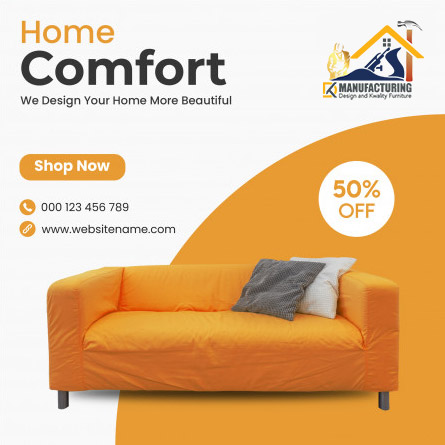 Home
Comfort
We Design Your Home More Beautiful
MANUFACTURING
Design and Kwality Furniture
Shop Now
50%
OFF
000 123 456 789
www.websitename.com